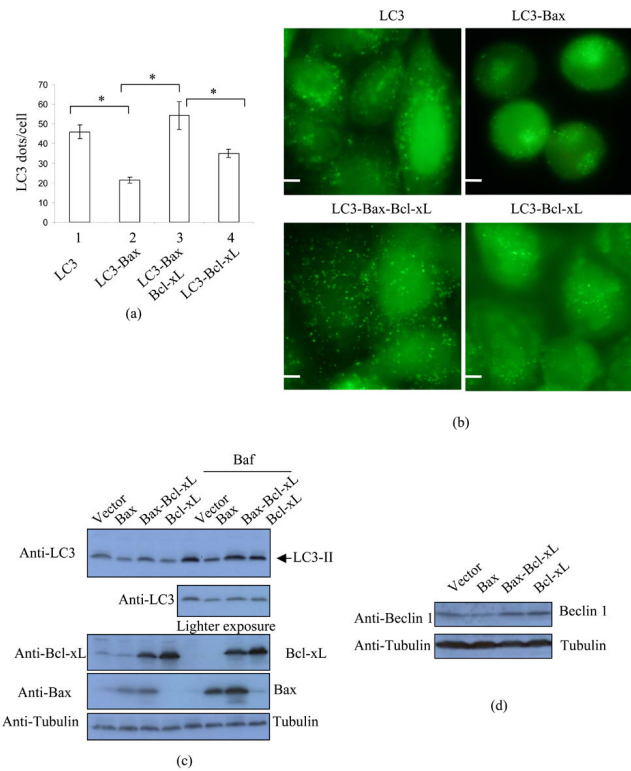 LC3 dots/cell
70
60
50
40
30
20
10
0
* * *
1 2 3 4
LC3
LC3-Bax
LC3-Bax
Bcl-xL
LC3-Bcl-xL
(a)
LC3 LC3-Bax
LC3-Bax-Bcl-xL LC3-Bcl-xL
(b)
Baf
Vector Bax Bax-Bcl-xL Bcl-xL Vector Bax Bax-Bcl-xL Bcl-xL
Anti-LC3 LC3-II
Anti-LC3
Lighter exposure
Anti-Bcl-xL Bcl-xL
Anti-Bax Bax
Anti-Tubulin Tubulin
(c)
Vector Bax Bax-Bcl-xL Bcl-xL
Anti-Beclin 1 Beclin 1
Anti-Tubulin Tubulin
(d)